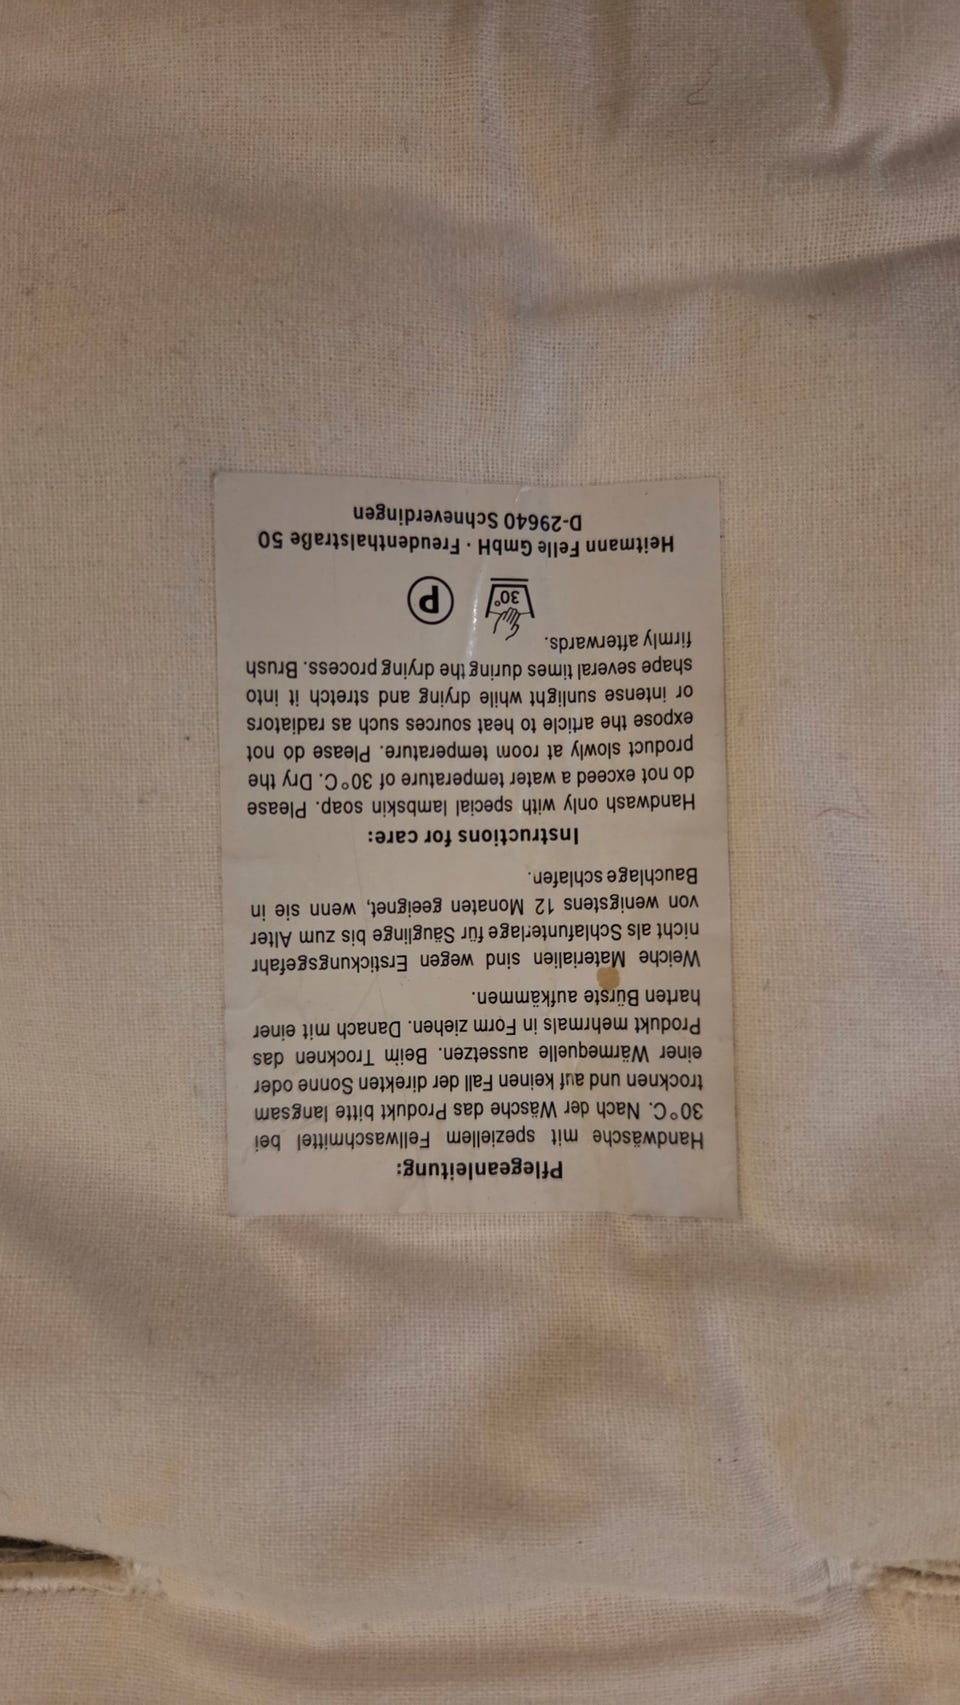 Pflegeanleitung:
Handwäsche mit speziellem Fellwaschmittel bei
30°C. Nach der Wäsche das Produkt bitte langsam
trocknen und auf keinen Fall der direkten Sonne oder
einer Wärmequelle aussetzen. Beim Trocknen das
Produkt mehrmals in Form ziehen. Danach mit einer
harten Bürste aufkämmen.
Weiche Materialien sind wegen Erstickungsgefahr
nicht als Schlafunterlage für Säuglinge bis zum Alter
von wenigstens 12 Monaten geeignet, wenn sie in
Bauchlage schlafen.
Instructions for care:
Handwash only with special lambskin soap. Please
do not exceed a water temperature of 30°C. Dry the
product slowly at room temperature. Please do not
expose the article to heat sources such as radiators
or intense sunlight while drying and stretch it into
shape several times during the drying process. Brush
firmly afterwards.
30° P
Heitmann Felle GmbH · Freudenthalstraße 50
D-29640 Schneverdingen